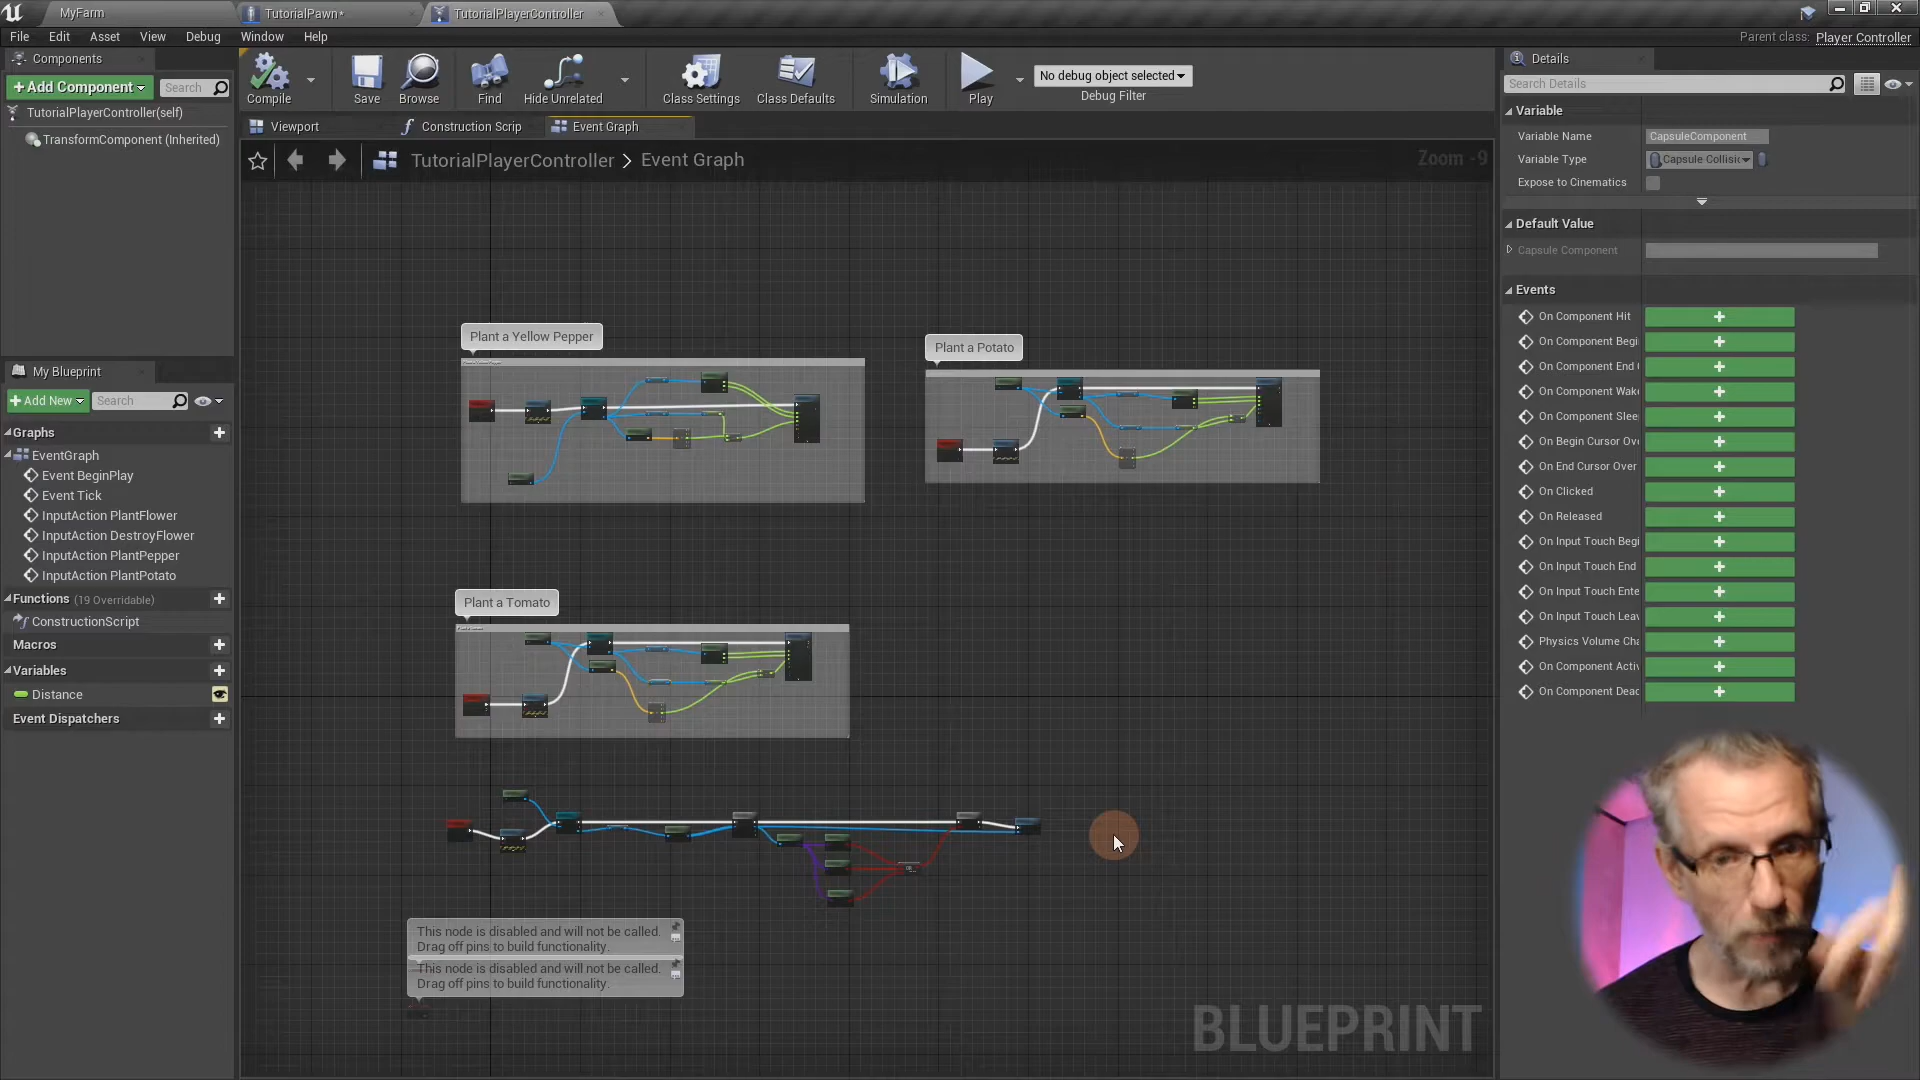 MyFarm
TutorialPawn*
TutorialPlayerController
File Edit Asset View Debug Window Help
Parent class: Player Controller
Components
+ Add Component
Search
TutorialPlayerController(self)
TransformComponent (Inherited)
Compile
Save
Browse
Find
Hide Unrelated
Class Settings
Class Defaults
Simulation
Play
No debug object selected
Debug Filter
Viewport
Construction Scrip
Event Graph
TutorialPlayerController > Event Graph
Zoom -9
Plant a Yellow Pepper
Plant a Potato
Plant a Tomato
This node is disabled and will not be called.
Drag off pins to build functionality.
This node is disabled and will not be called.
Drag off pins to build functionality.
BLUEPRINT
My Blueprint
+ Add New
Search
Graphs
EventGraph
Event BeginPlay
Event Tick
InputAction PlantFlower
InputAction DestroyFlower
InputAction PlantPepper
InputAction PlantPotato
Functions (19 Overridable)
ConstructionScript
Macros
Variables
Distance
Event Dispatchers
Details
Search Details
Variable
Variable Name CapsuleComponent
Variable Type Capsule Collisic
Expose to Cinematics
Default Value
Capsule Component
Events
On Component Hit
On Component Begi
On Component End
On Component Wake
On Component Slee
On Begin Cursor Ove
On End Cursor Over
On Clicked
On Released
On Input Touch Begi
On Input Touch End
On Input Touch Ente
On Input Touch Leav
Physics Volume Cha
On Component Activ
On Component Deac